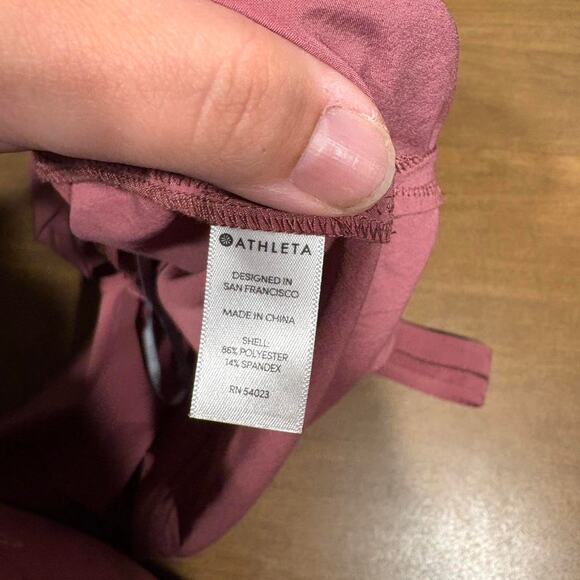 ATHLETA
DESIGNED IN
SAN FRANCISCO
MADE IN CHINA
SHELL:
86% POLYESTER
14% SPANDEX
RN 54023